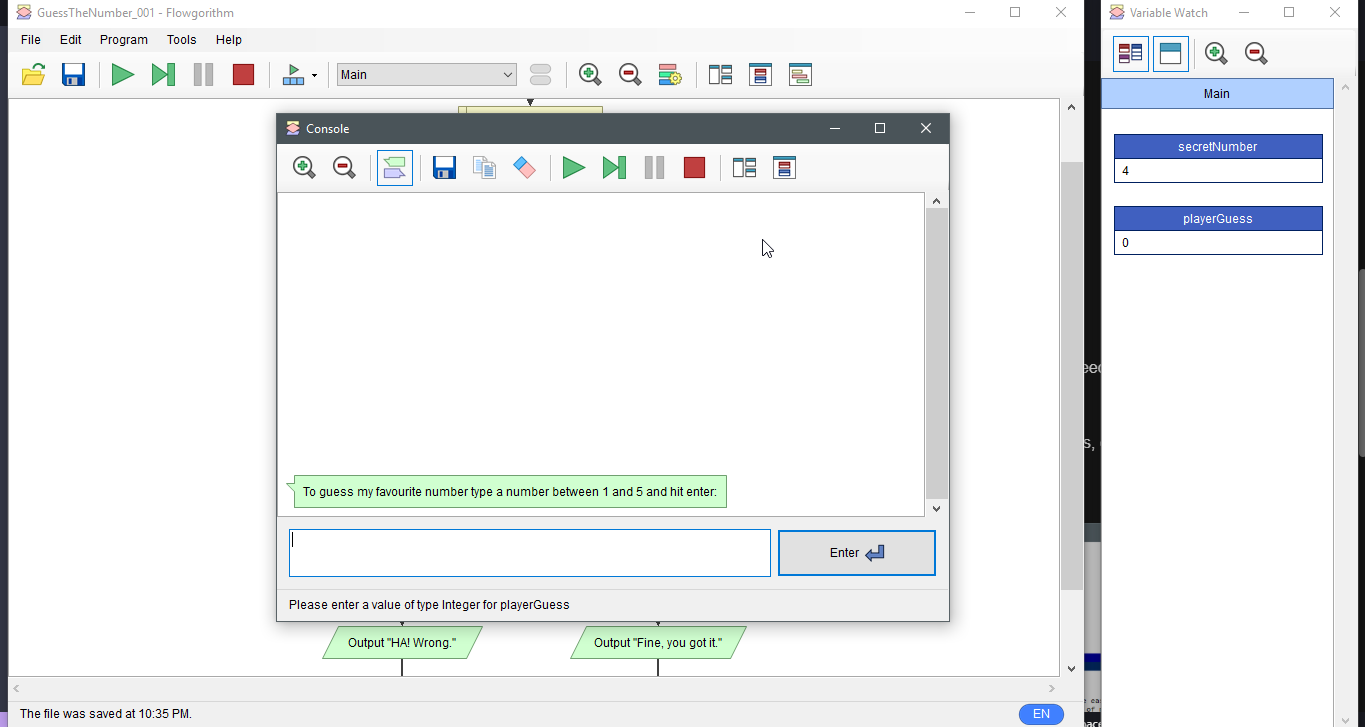 GuessTheNumber_001 - Flowgorithm
File Edit Program Tools Help
Main
Console
To guess my favourite number type a number between 1 and 5 and hit enter:
Enter
Please enter a value of type Integer for playerGuess
Output "HA! Wrong."
Output "Fine, you got it."
The file was saved at 10:35 PM.
EN
Variable Watch
Main
secretNumber
4
playerGuess
0